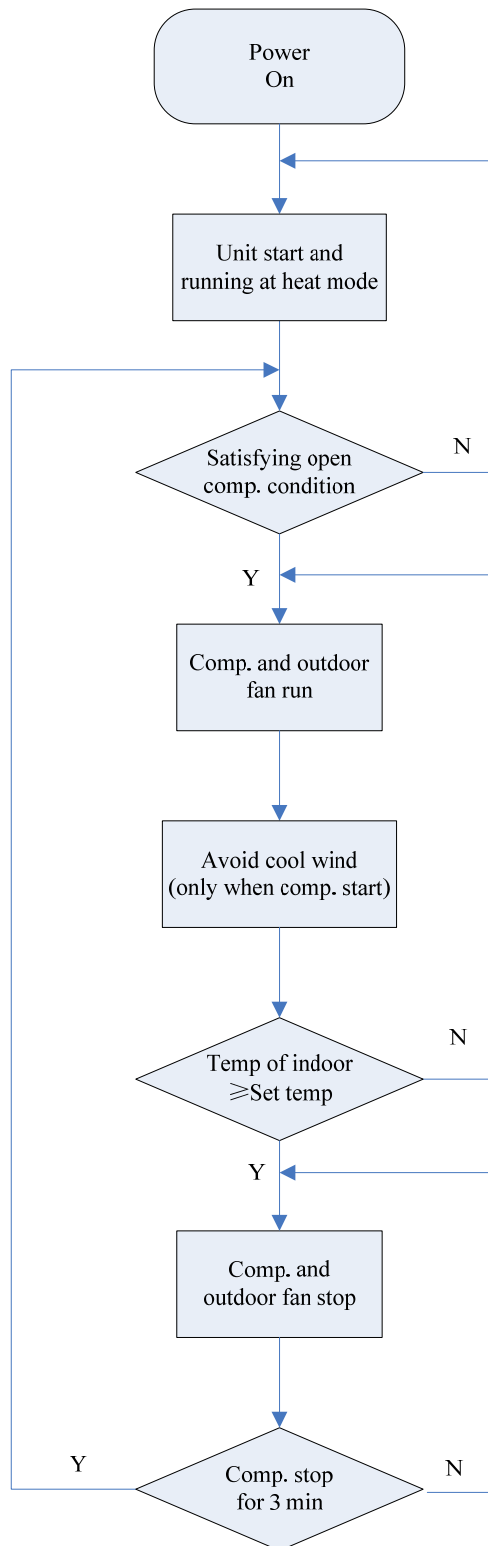 Power
On
Unit start and
running at heat mode
Satisfying open
comp. condition
N
Y
Comp. and outdoor
fan run
Avoid cool wind
(only when comp. start)
Temp of indoor
≥Set temp
N
Y
Comp. and
outdoor fan stop
Y
Comp. stop
for 3 min
N